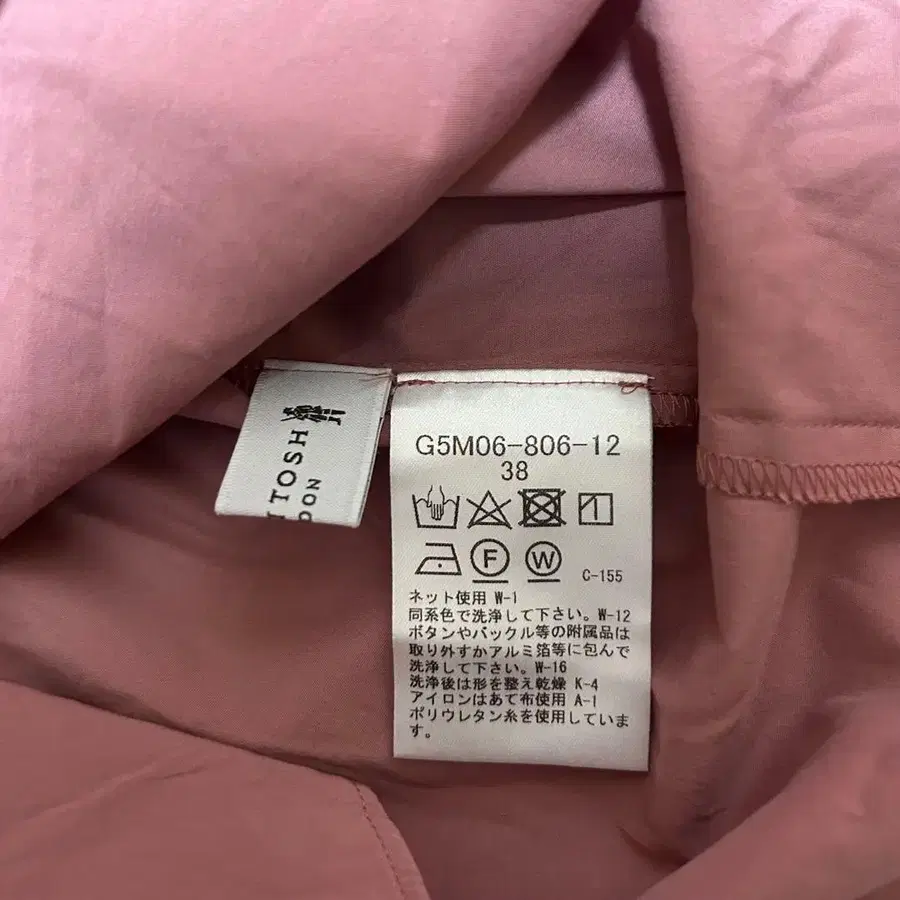 TOSH
DON
G5M06-806-12
38
F
W
C-155
ネット使用 W-1
同系色で洗浄して下さい。W-12
ボタンやバックル等の附属品は
取り外すかアルミ箔等に包んで
洗浄して下さい。W-16
洗浄後は形を整え乾燥 K-4
アイロンはあて布使用 A-1
ポリウレタン糸を使用していま
す。